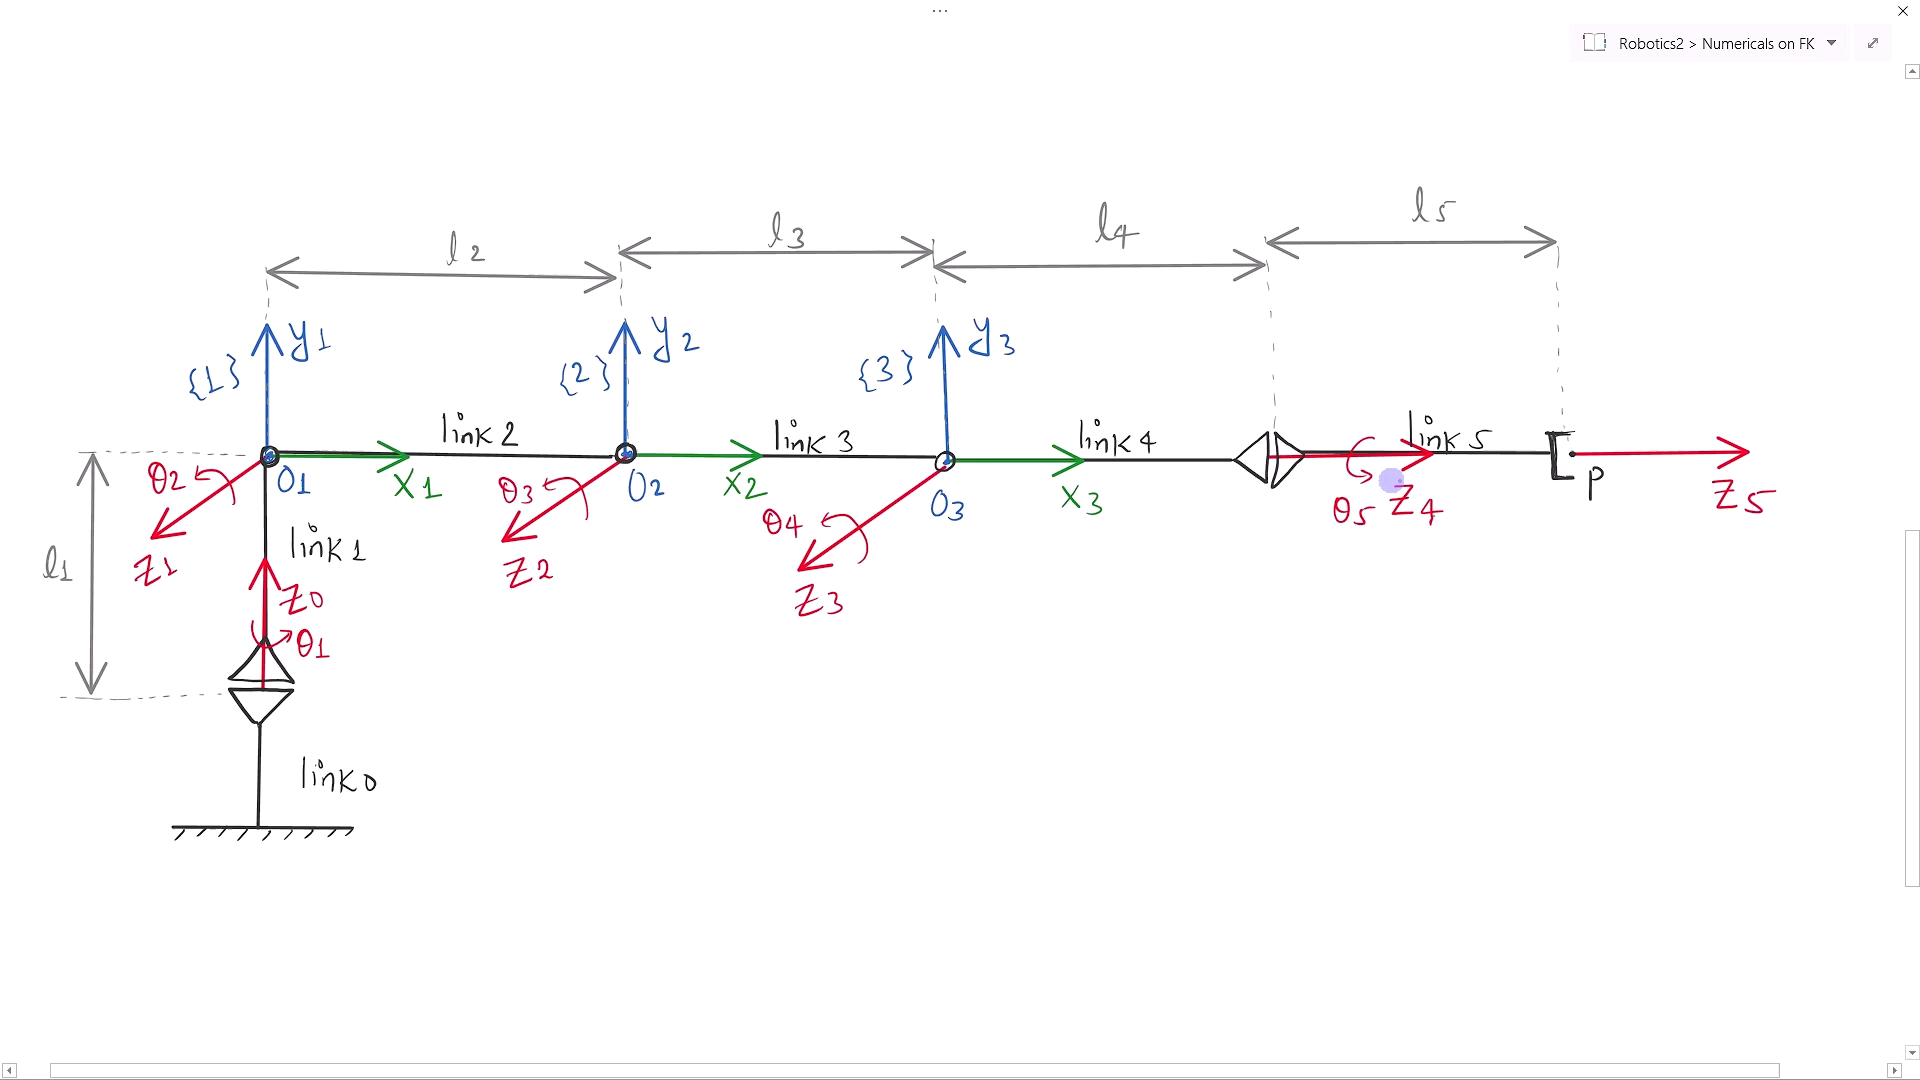 ...
Robotics2 > Numericals on FK
l5
l4
l3
l2
y1
y2
y3
{1}
{2}
{3}
link 2
link 3
link 4
link 5
θ2
O1
X1
θ3
O2
X2
θ4
O3
X3
θ5
Z4
P
Z5
Z1
Z2
Z3
l1
link 1
Z0
θ1
link 0